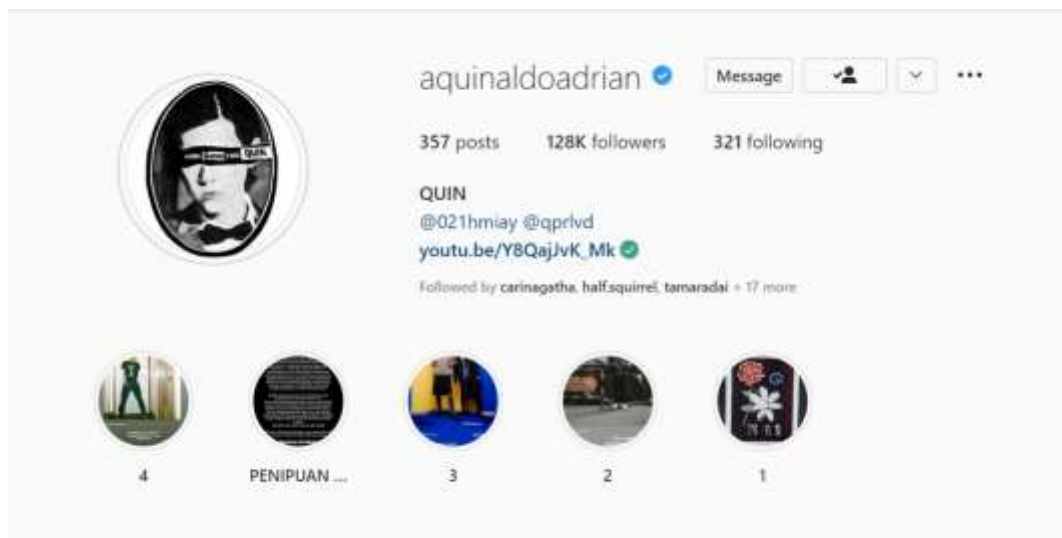 aquinaldoadrian
Message
357 posts 128K followers 321 following
QUIN
@021hmiay @qprlvd
youtu.be/Y8QajJvK_Mk
Followed by carinagatha, half.squirrel, tamaradai + 17 more
QUIN
4 PENIPUAN ... 3 2 1